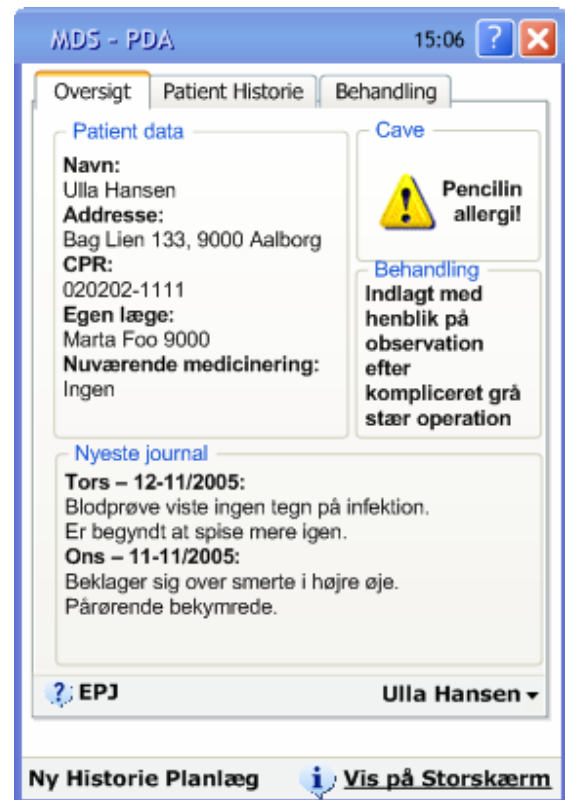 MDS - PDA 15:06 ?
Oversigt Patient Historie Behandling
Patient data
Navn:
Ulla Hansen
Addresse:
Bag Lien 133, 9000 Aalborg
CPR:
020202-1111
Egen læge:
Marta Foo 9000
Nuværende medicinering:
Ingen
Cave
Pencilin
allergi!
Behandling
Indlagt med
henblik på
observation
efter
kompliceret grå
stær operation
Nyeste journal
Tors – 12-11/2005:
Blodprøve viste ingen tegn på infektion.
Er begyndt at spise mere igen.
Ons – 11-11/2005:
Beklager sig over smerte i højre øje.
Pårørende bekymrede.
? EPJ Ulla Hansen
Ny Historie Planlæg i Vis på Storskærm